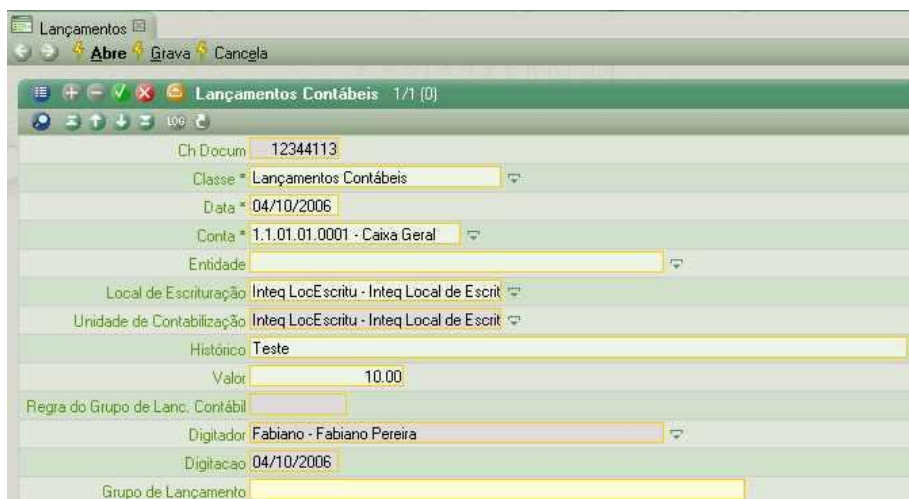 Lançamentos
Abre Grava Cancela
Lançamentos Contábeis 1/1 (0)
LOG
Ch Docum 12344113
Classe * Lançamentos Contábeis
Data * 04/10/2006
Conta * 1.1.01.01.0001 - Caixa Geral
Entidade
Local de Escrituração Inteq LocEscritu - Inteq Local de Escrit
Unidade de Contabilização Inteq LocEscritu - Inteq Local de Escrit
Histórico Teste
Valor 10.00
Regra do Grupo de Lanc. Contábil
Digitador Fabiano - Fabiano Pereira
Digitacao 04/10/2006
Grupo de Lançamento